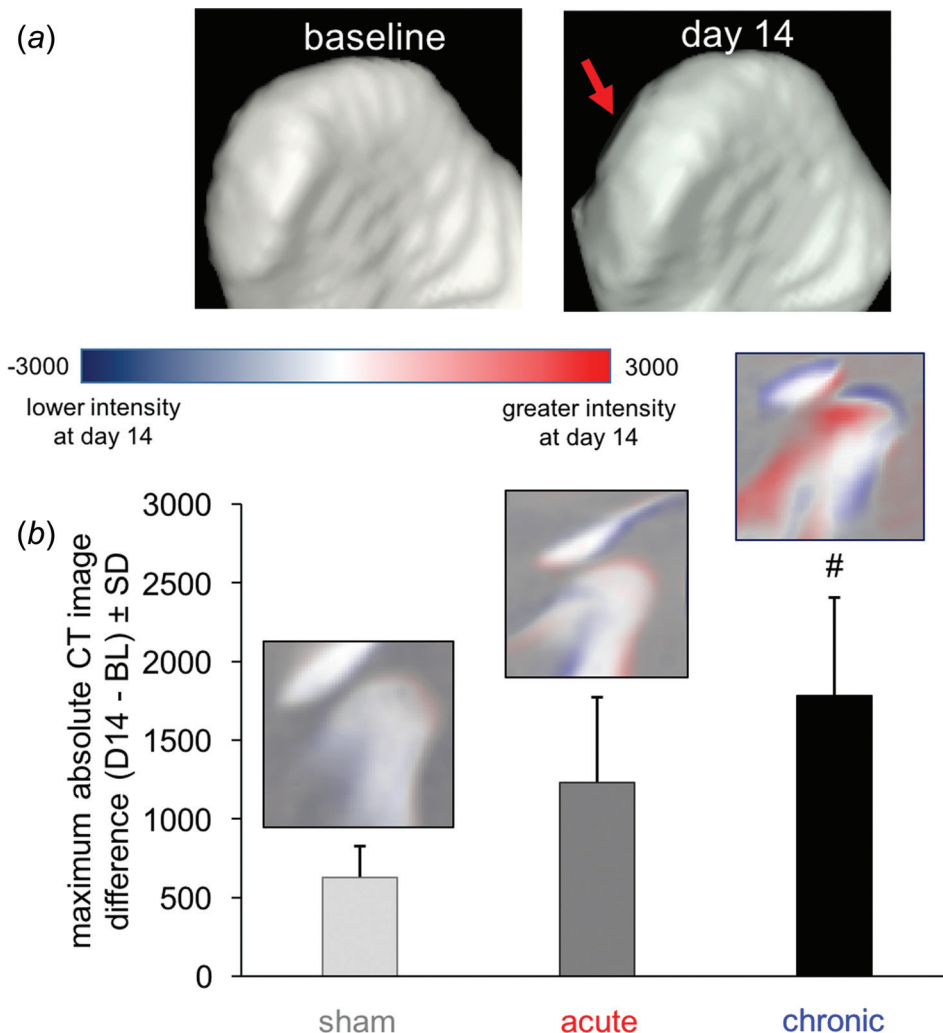 (a)
baseline
day 14
-3000
3000
lower intensity
at day 14
greater intensity
at day 14
(b)
maximum absolute CT image
difference (D14 - BL) ± SD
3000
2500
2000
1500
1000
500
0
#
sham
acute
chronic